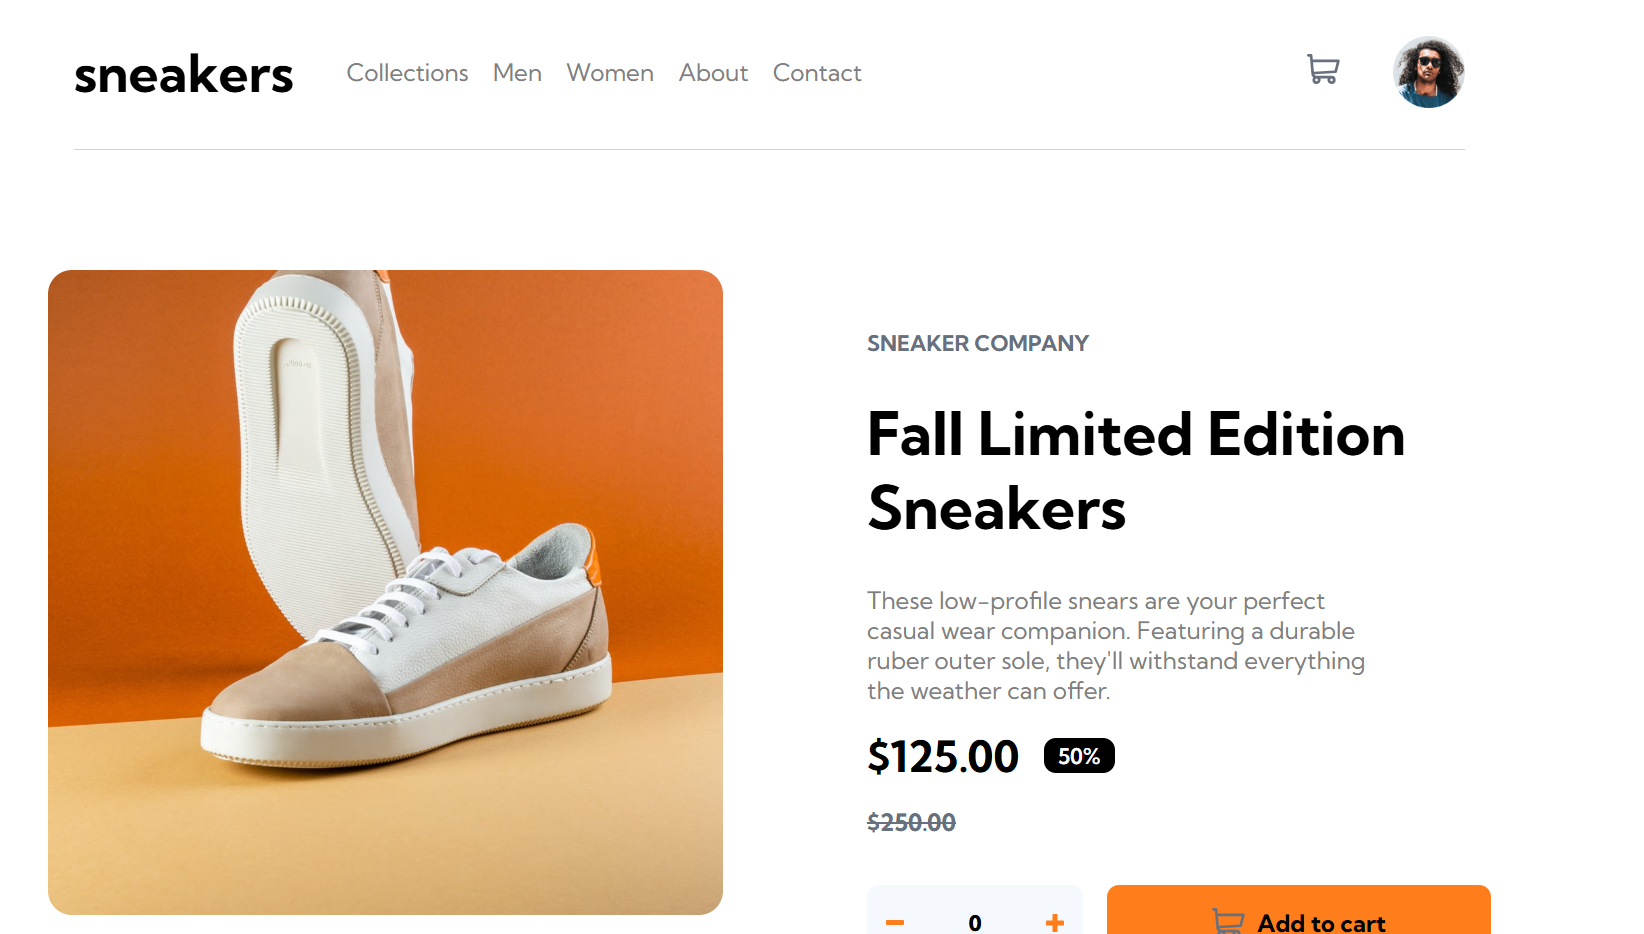 sneakers
Collections Men Women About Contact
SNEAKER COMPANY
Fall Limited Edition
Sneakers
These low-profile snears are your perfect
casual wear companion. Featuring a durable
ruber outer sole, they'll withstand everything
the weather can offer.
$125.00 50%
$250.00
0 Add to cart